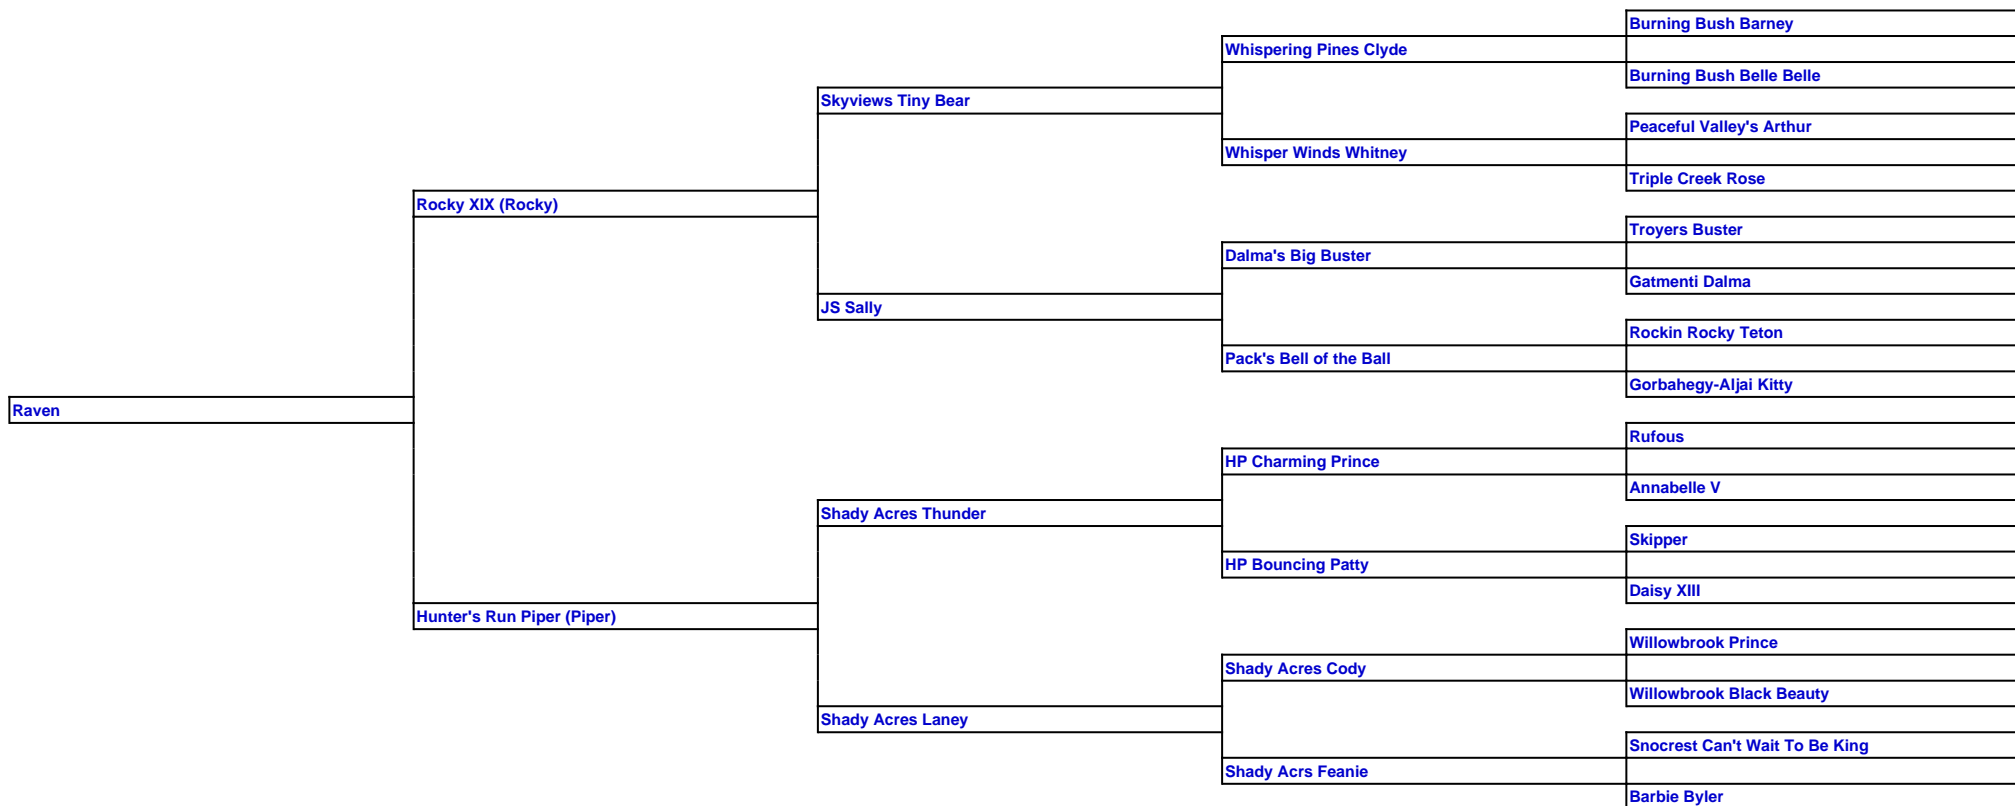 Burning Bush Barney
Whispering Pines Clyde
Burning Bush Belle Belle
Skyviews Tiny Bear
Peaceful Valley's Arthur
Whisper Winds Whitney
Triple Creek Rose
Rocky XIX (Rocky)
Troyers Buster
Dalma's Big Buster
Gatmenti Dalma
JS Sally
Rockin Rocky Teton
Pack's Bell of the Ball
Gorbahegy-Aljai Kitty
Raven
Rufous
HP Charming Prince
Annabelle V
Shady Acres Thunder
Skipper
HP Bouncing Patty
Daisy XIII
Hunter's Run Piper (Piper)
Willowbrook Prince
Shady Acres Cody
Willowbrook Black Beauty
Shady Acres Laney
Snocrest Can't Wait To Be King
Shady Acrs Feanie
Barbie Byler